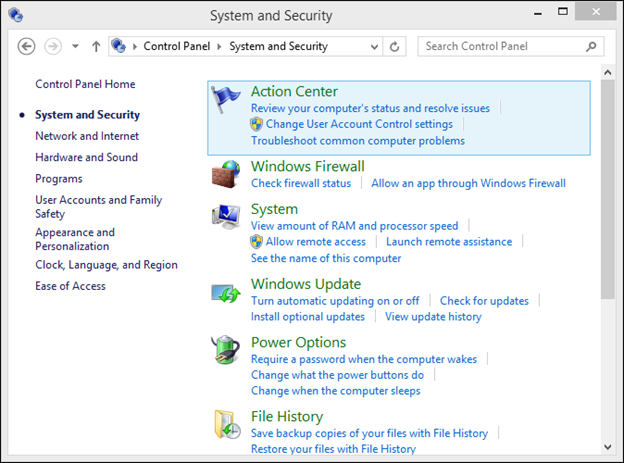 System and Security
Control Panel System and Security
Search Control Panel
Control Panel Home
System and Security
Network and Internet
Hardware and Sound
Programs
User Accounts and Family
Safety
Appearance and
Personalization
Clock, Language, and Region
Ease of Access
Action Center
Review your computer's status and resolve issues
Change User Account Control settings
Troubleshoot common computer problems
Windows Firewall
Check firewall status Allow an app through Windows Firewall
System
View amount of RAM and processor speed
Allow remote access Launch remote assistance
See the name of this computer
Windows Update
Turn automatic updating on or off Check for updates
Install optional updates View update history
Power Options
Require a password when the computer wakes
Change what the power buttons do
Change when the computer sleeps
File History
Save backup copies of your files with File History
Restore your files with File History